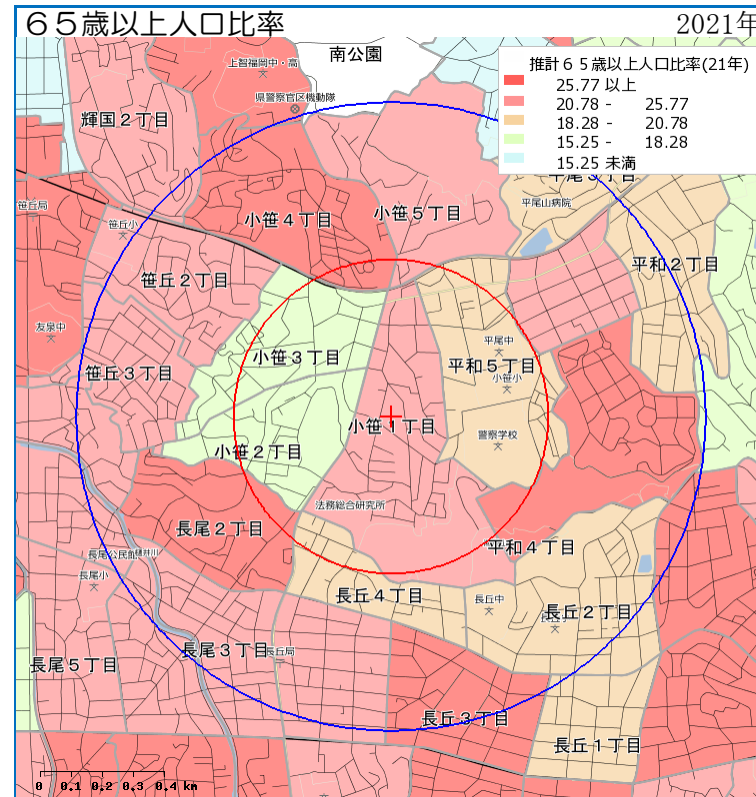 ６５歳以上人口比率
2021年
推計６５歳以上人口比率(21年)
25.77 以上
20.78 - 25.77
18.28 - 20.78
15.25 - 18.28
15.25 未満
南公園
上智福岡中・高
県警察官区機動隊
輝国２丁目
平尾３丁目
平尾山病院
笹丘局
笹丘小
小笹４丁目
小笹５丁目
平和２丁目
笹丘２丁目
友泉中
平尾中
小笹３丁目
平和５丁目
笹丘３丁目
小笹小
小笹１丁目
警察学校
小笹２丁目
法務総合研究所
長尾２丁目
平和４丁目
長尾公民館
樋井川
長尾小
長丘４丁目
長丘中
長丘２丁目
長尾３丁目
長丘局
長尾５丁目
長丘３丁目
長丘１丁目
0 0.1 0.2 0.3 0.4 km